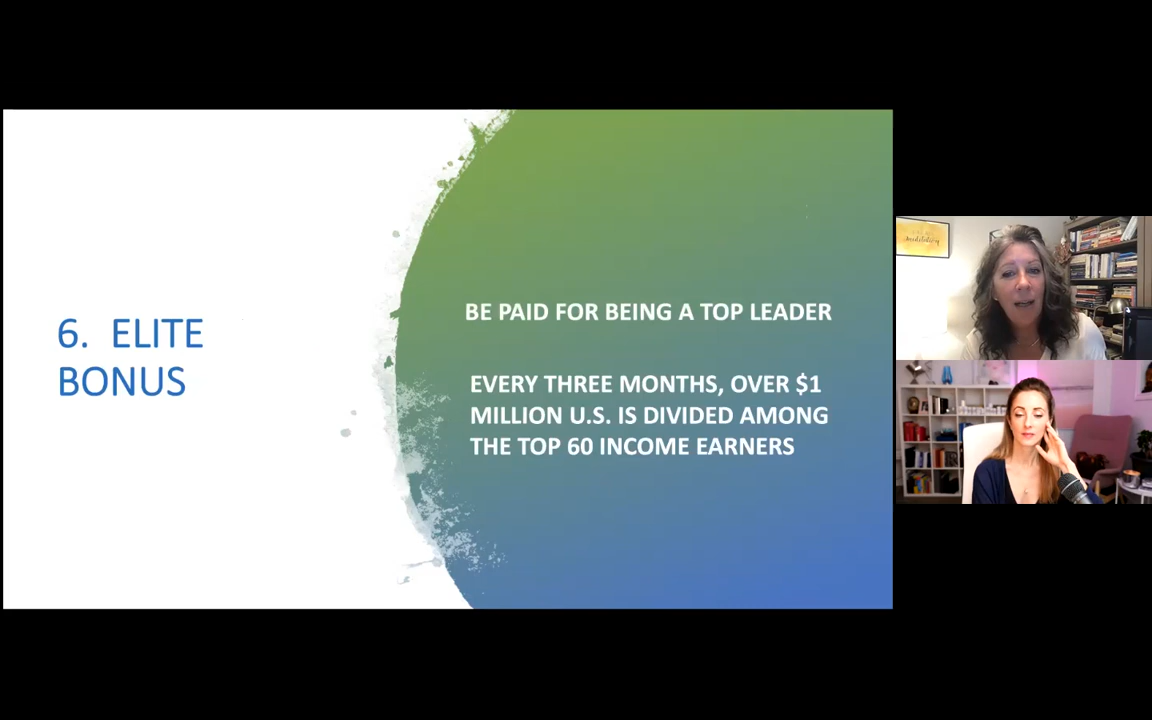 6. ELITE
BONUS
BE PAID FOR BEING A TOP LEADER
EVERY THREE MONTHS, OVER $1
MILLION U.S. IS DIVIDED AMONG
THE TOP 60 INCOME EARNERS